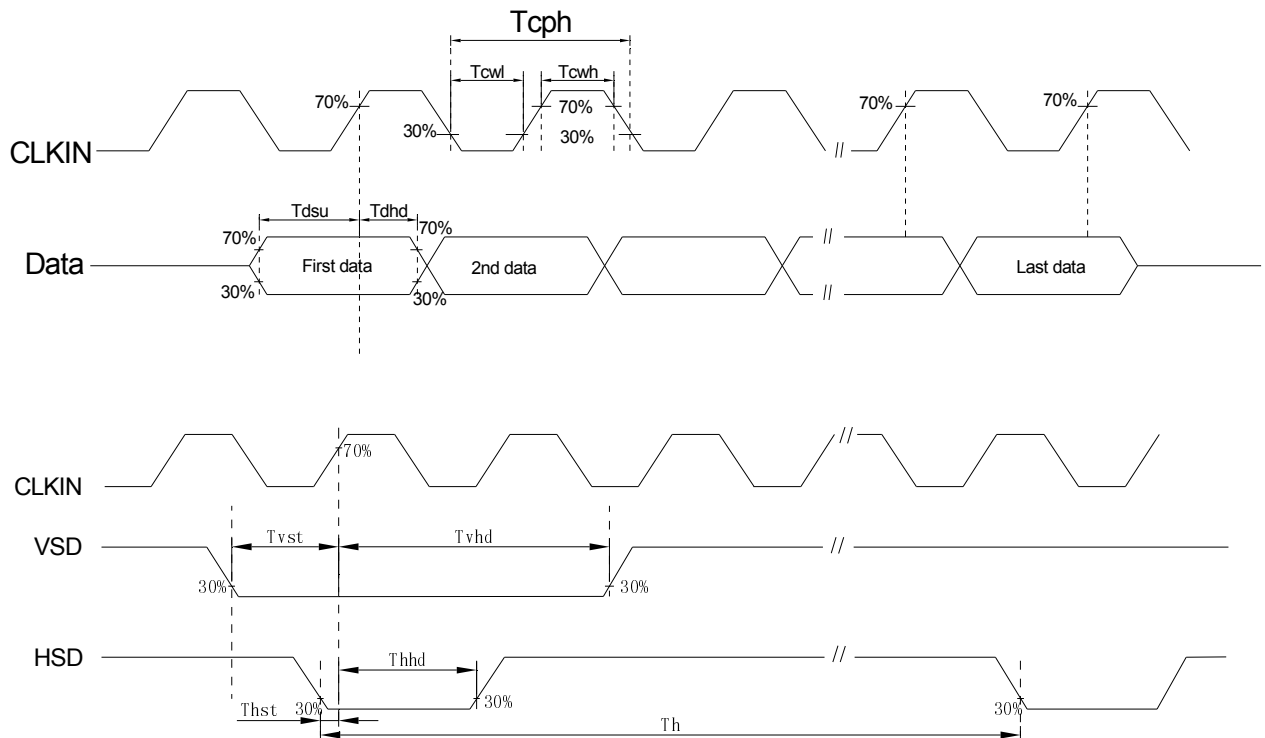 Tcph
Tcwl Tcwh
70% 70% 70% 70%
30% 30%
CLKIN //
Tdsu Tdhd
70% 70% //
Data First data 2nd data Last data
30% 30% //
//
70%
CLKIN
Tvst Tvhd
VSD //
30% 30%
HSD Thhd //
Thst 30% 30% 30%
Th